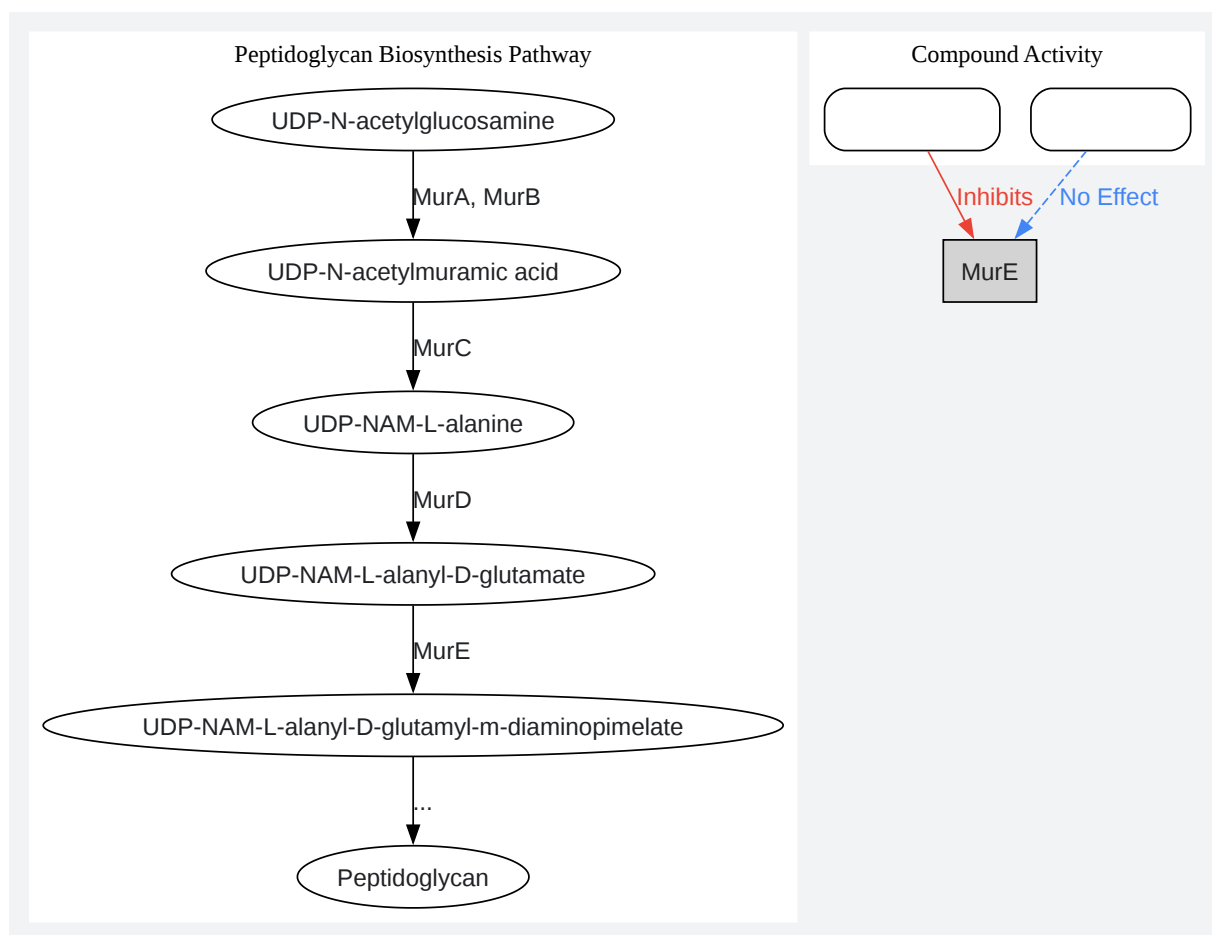 Peptidoglycan Biosynthesis Pathway
UDP-N-acetylglucosamine
MurA, MurB
UDP-N-acetylmuramic acid
MurC
UDP-NAM-L-alanine
MurD
UDP-NAM-L-alanyl-D-glutamate
MurE
UDP-NAM-L-alanyl-D-glutamyl-m-diaminopimelate
...
Peptidoglycan
Compound Activity
Inhibits
No Effect
MurE